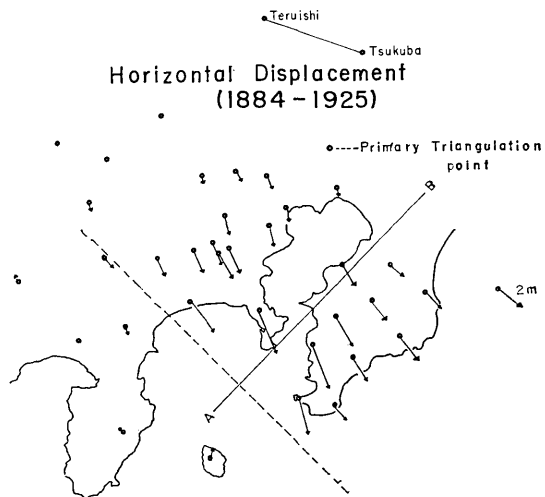 Teruishi
Tsukuba
Horizontal Displacement
(1884-1925)
----Primary Triangulation
point
B
2m
A